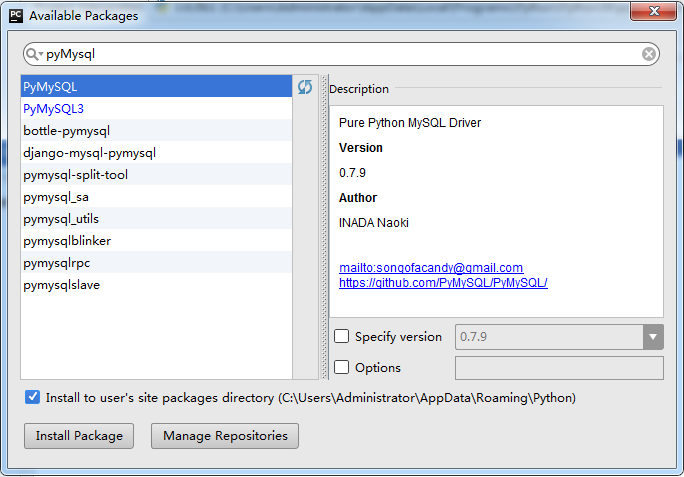 PC Available Packages
pyMysql
PyMySQL
PyMySQL3
bottle-pymysql
django-mysql-pymysql
pymysql-split-tool
pymysql_sa
pymysql_utils
pymysqlblinker
pymysqlrpc
pymysqlslave
Description
Pure Python MySQL Driver
Version
0.7.9
Author
INADA Naoki
mailto:songofacandy@gmail.com
https://github.com/PyMySQL/PyMySQL/
Specify version 0.7.9
Options
Install to user's site packages directory (C:\Users\Administrator\AppData\Roaming\Python)
Install Package Manage Repositories